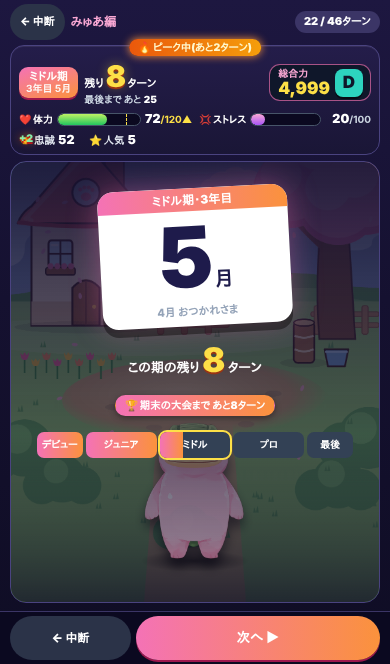 ← 中断
みゅあ編
22 / 46ターン
🔥 ピーク中(あと2ターン)
ミドル期
3年目 5月
残り8ターン
最後まで あと 25
総合力
4,999
D
❤️体力 72/120▲
💢ストレス 20/100
🤝忠誠 52
⭐人気 5
ミドル期・3年目
5月
4月 おつかれさま
この期の残り8ターン
🏆 期末の大会まで あと8ターン
デビュー
ジュニア
ミドル
プロ
最後
← 中断
次へ ▶